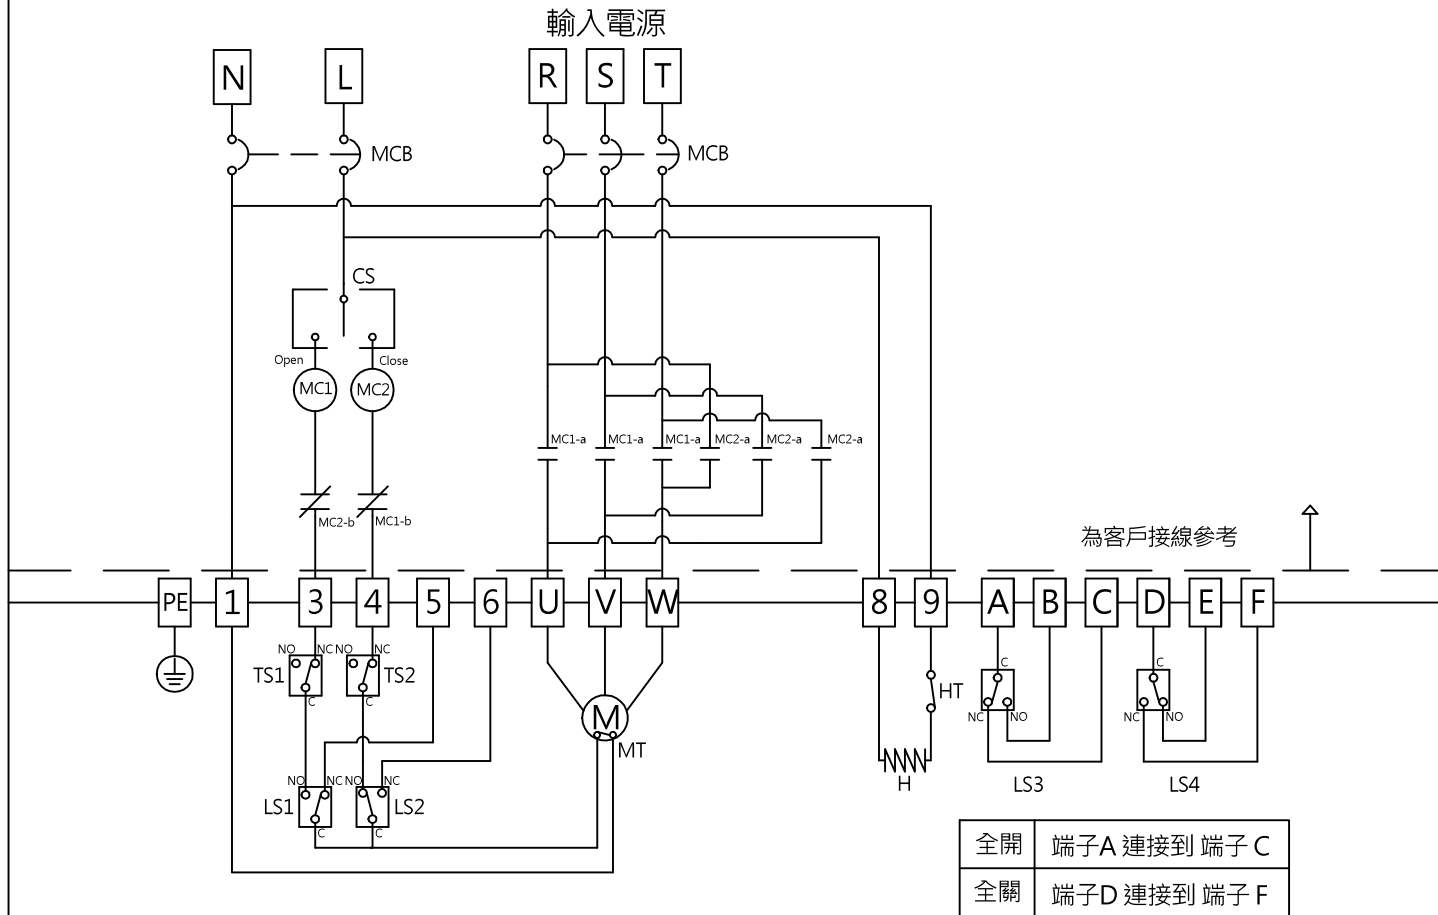 輸入電源
N L R S T
MCB MCB
CS
Open Close
MC1 MC2
MC1-a MC1-a MC1-a MC2-a MC2-a MC2-a
MC2-b MC1-b
為客戶接線參考
PE 1 3 4 5 6 U V W 8 9 A B C D E F
NO NC NO NC
TS1 TS2
C C
C C
HT
M
NC NO NC NO
MT
NO NC NO NC
H
LS3 LS4
LS1 LS2
C C
全開 端子A 連接到 端子 C
全關 端子D 連接到 端子 F